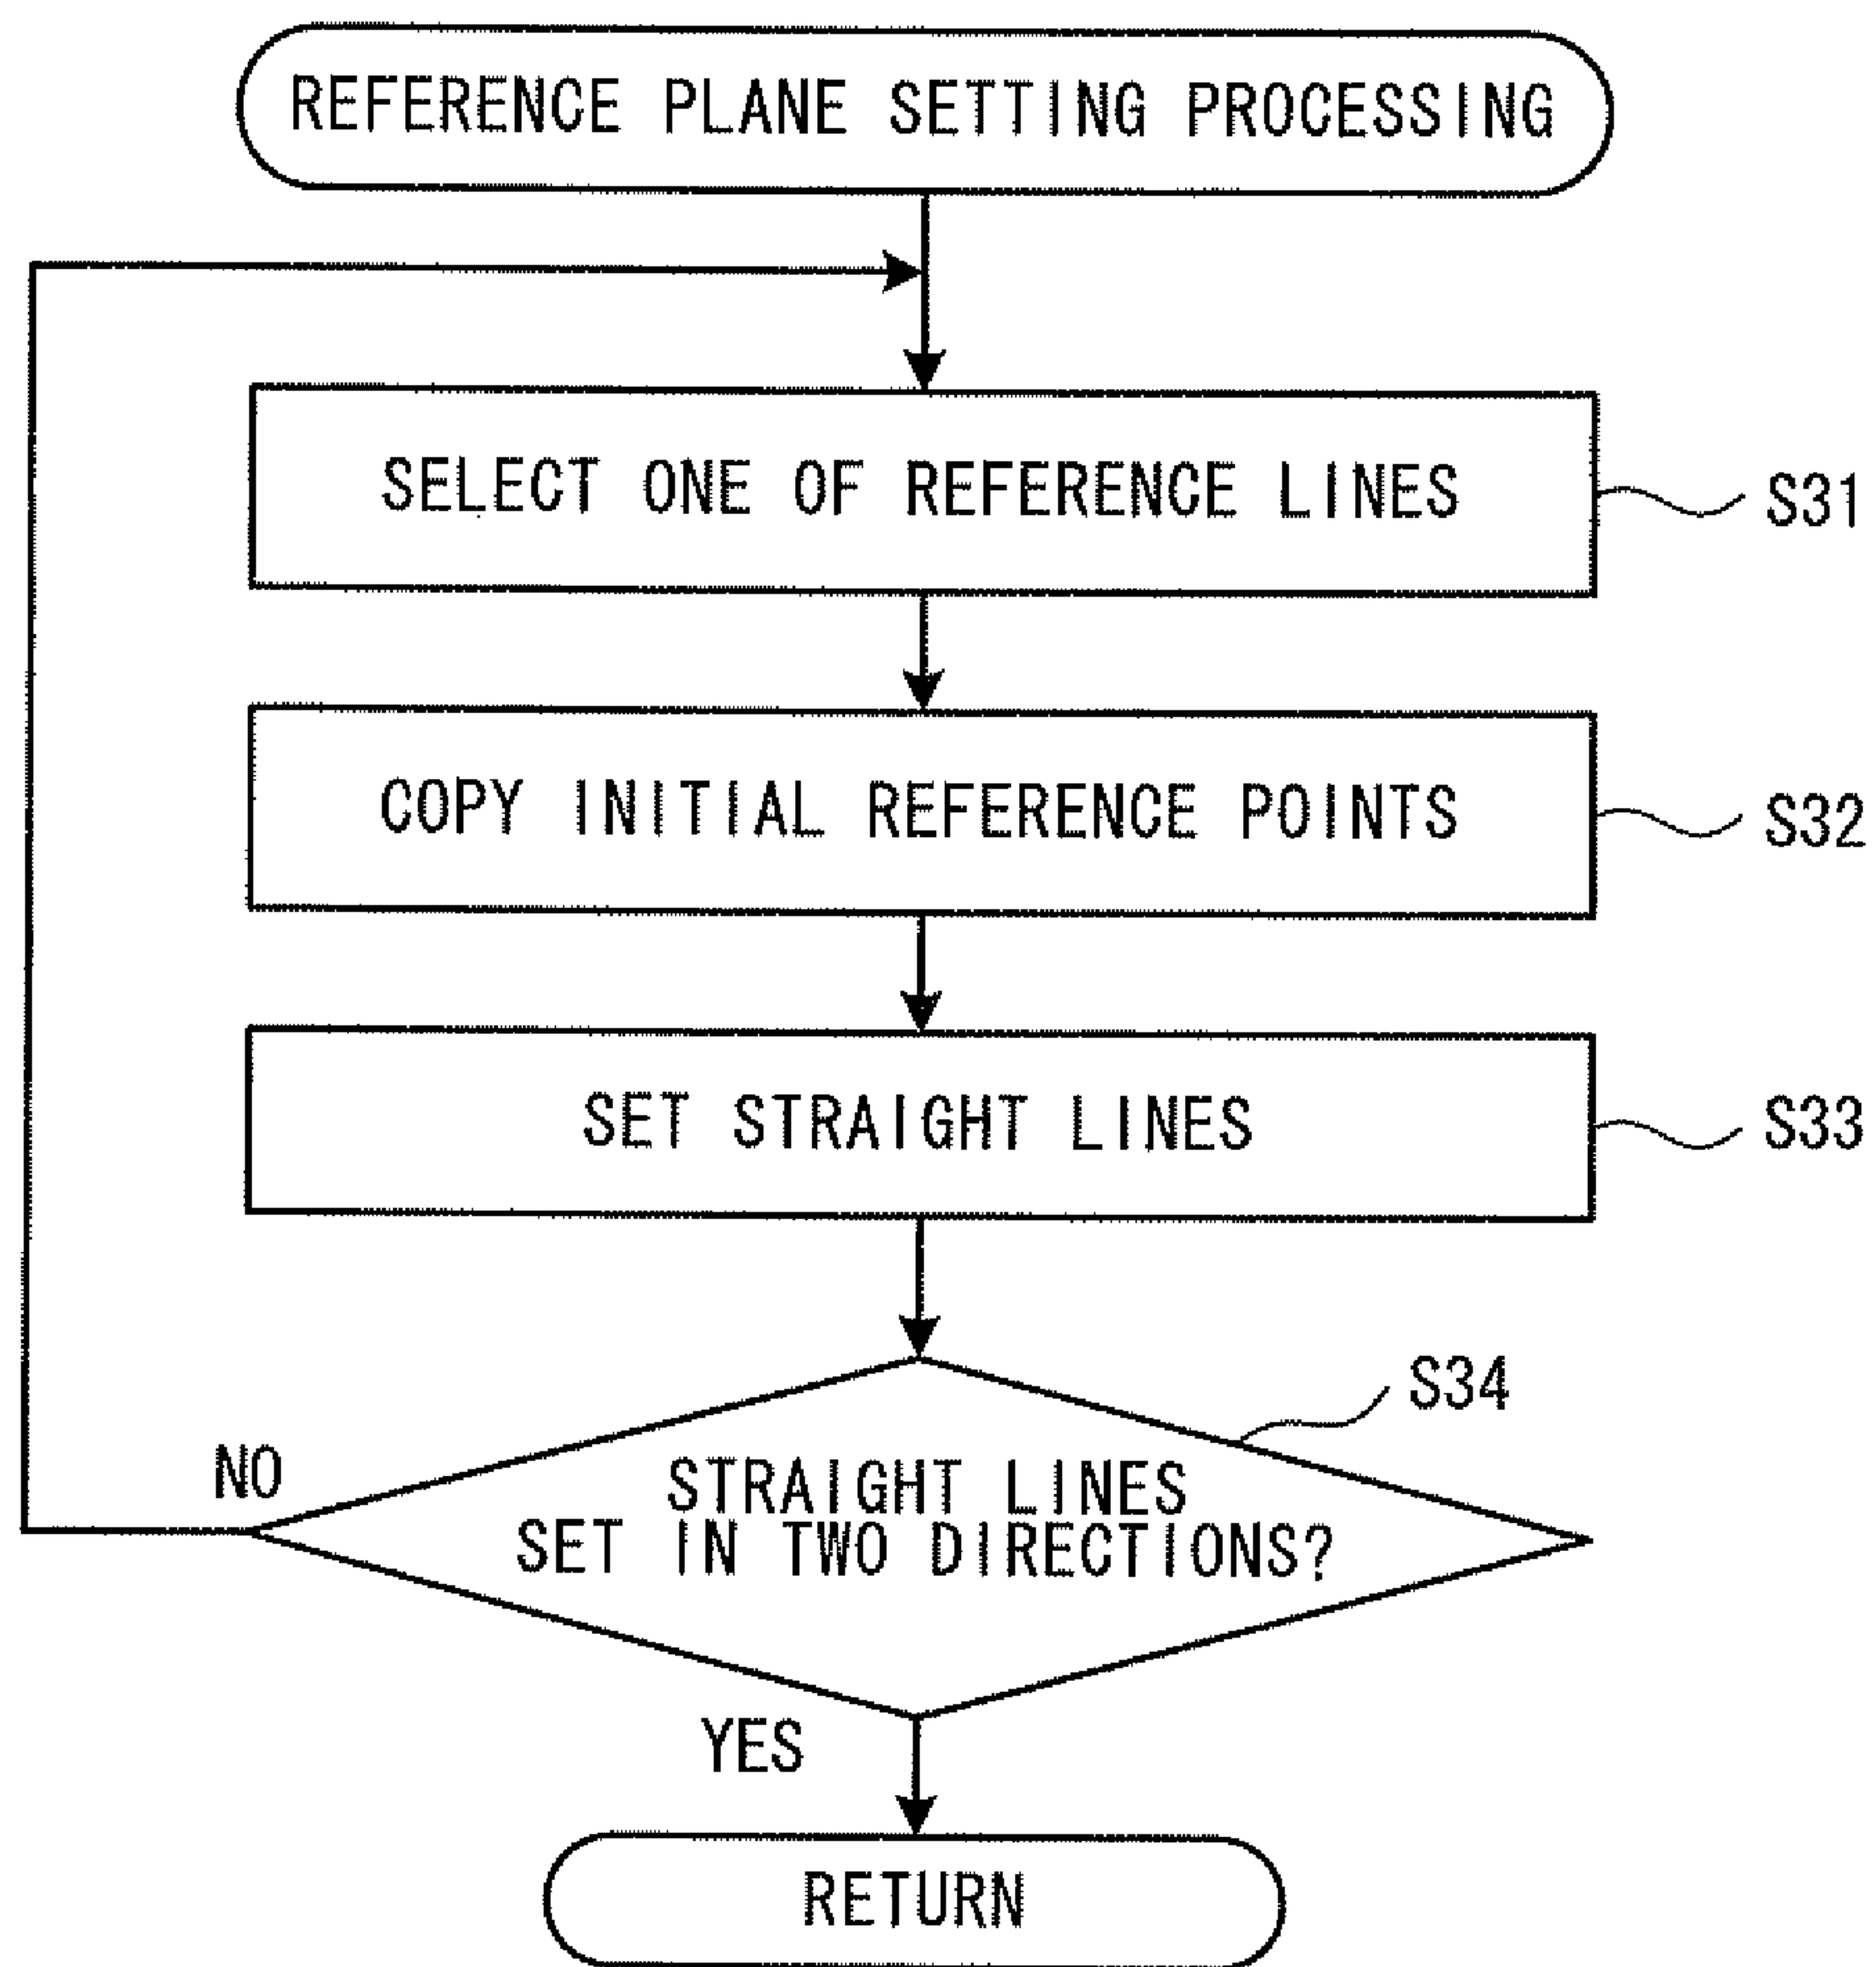 REFERENCE PLANE SETTING PROCESSING
SELECT ONE OF REFERENCE LINES
S31
COPY INITIAL REFERENCE POINTS
S32
SET STRAIGHT LINES
S33
S34
NO
STRAIGHT LINES
SET IN TWO DIRECTIONS?
YES
RETURN